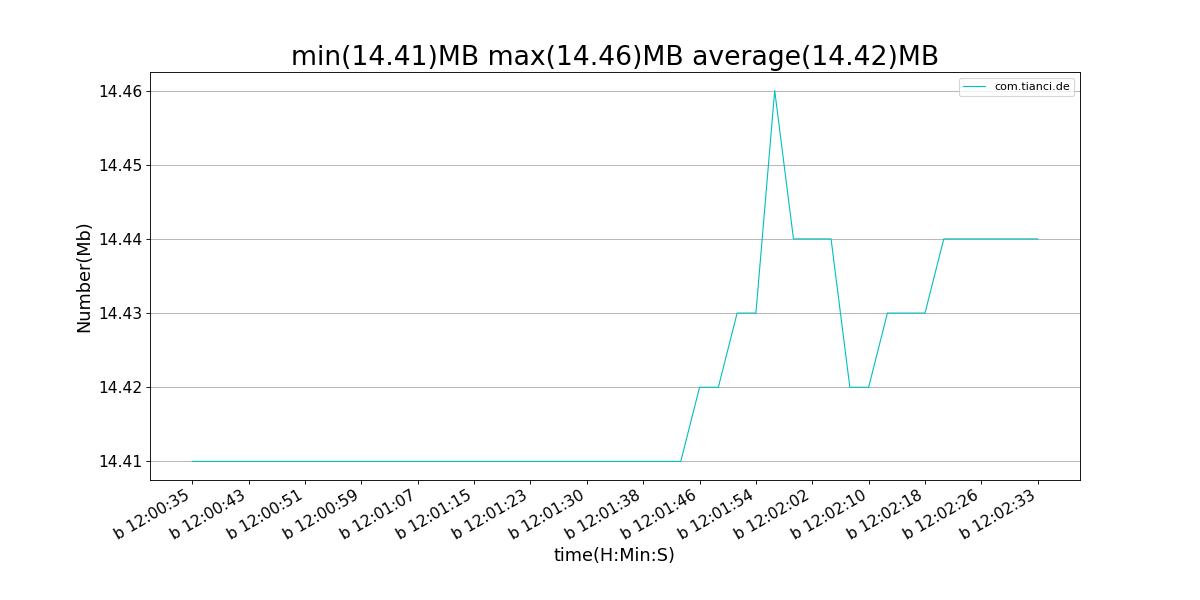 min(14.41)MB max(14.46)MB average(14.42)MB
com.tianci.de
14.46
14.45
14.44
14.43
14.42
14.41
Number(Mb)
b 12:00:35
b 12:00:43
b 12:00:51
b 12:00:59
b 12:01:07
b 12:01:15
b 12:01:23
b 12:01:30
b 12:01:38
b 12:01:46
b 12:01:54
b 12:02:02
b 12:02:10
b 12:02:18
b 12:02:26
b 12:02:33
time(H:Min:S)